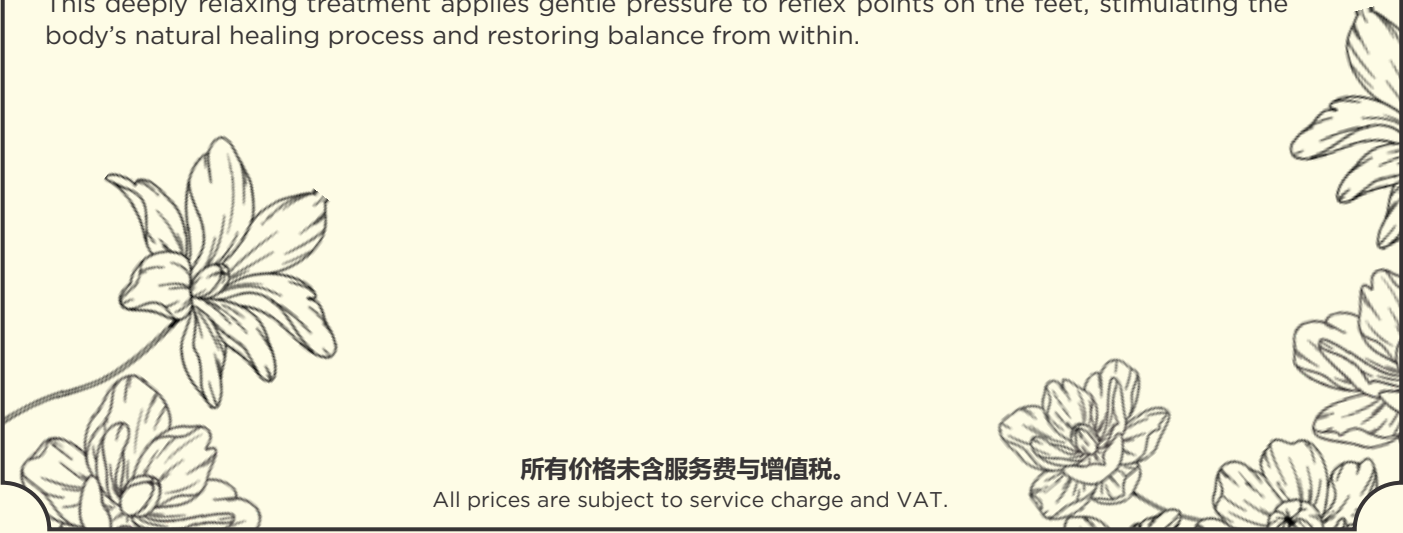 This deeply relaxing treatment applies gentle pressure to reflex points on the feet, stimulating the
body’s natural healing process and restoring balance from within.
所有价格未含服务费与增值税。
All prices are subject to service charge and VAT.